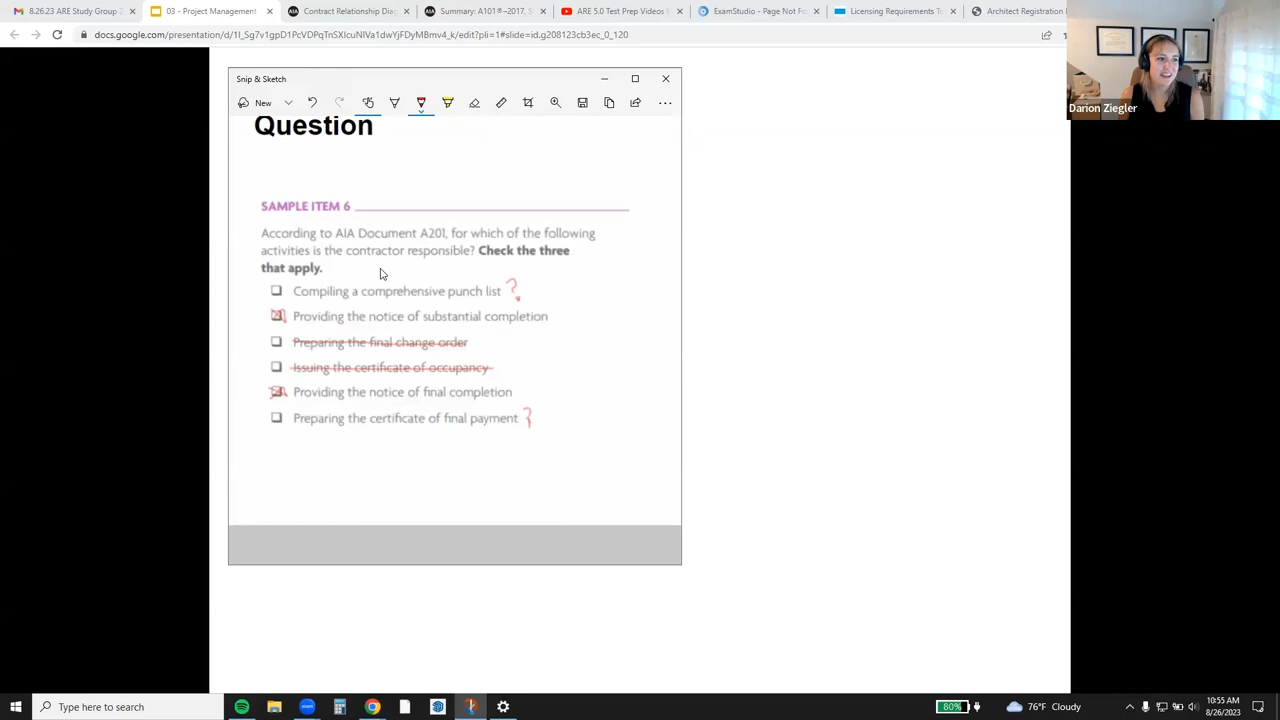 8.26.23 ARE Study Group 2
03 - Project Management
Contract Relationship Dia
Summary: A101®–2017, S
ARE 5.0 Test Prep Videos
ExamStudio - Page Not Fo
Licensing Requirements To
Architect Registration
docs.google.com/presentation/d/1I_Sg7v1gpD1PcVDPqTnSXIcuNIVa1dwYjFDyMBmv4_k/edit?pli=1#slide=id.g208123cb3ec_0_120
Darion Ziegler
Snip & Sketch
New
Question
SAMPLE ITEM 6
According to AIA Document A201, for which of the following
activities is the contractor responsible? Check the three
that apply.
Compiling a comprehensive punch list ?
Providing the notice of substantial completion
Preparing the final change order
Issuing the certificate of occupancy
Providing the notice of final completion
Preparing the certificate of final payment ?
Type here to search
80%
76°F Cloudy
10:55 AM
8/26/2023